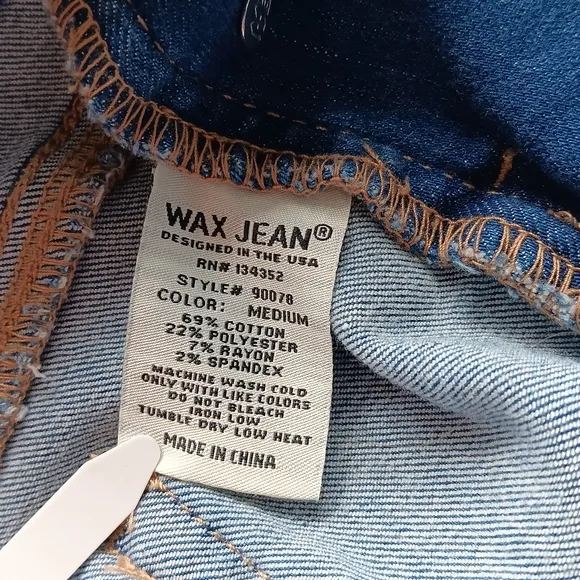 WAX JEAN®
DESIGNED IN THE USA
RN# 134352
STYLE# 90078
COLOR: MEDIUM
69% COTTON
22% POLYESTER
7% RAYON
2% SPANDEX
MACHINE WASH COLD
ONLY WITH LIKE COLORS
DO NOT BLEACH
IRON LOW
TUMBLE DRY LOW HEAT
MADE IN CHINA